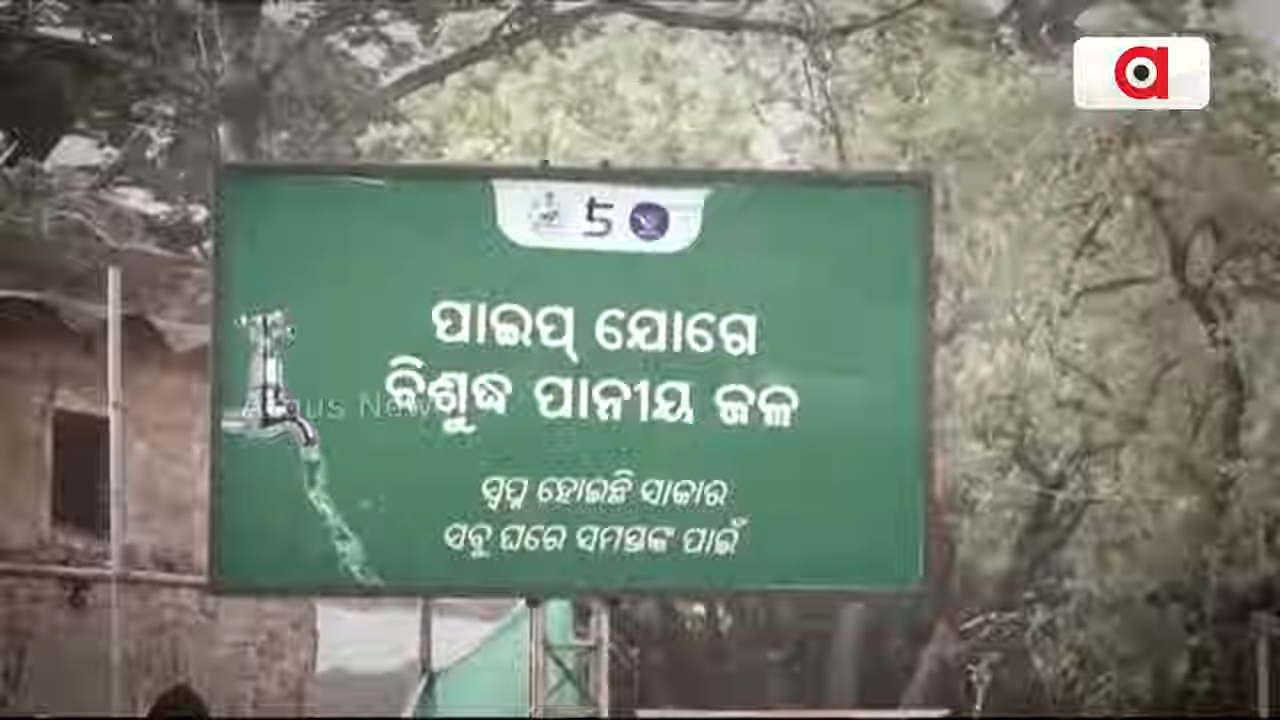 5
ପାଇପ୍ ଯୋଗେ
ବିଶୁଦ୍ଧ ପାନୀୟ ଜଳ
ସ୍ୱପ୍ନ ହୋଇଛି ସାକାର
ସବୁ ଘରେ ସମସ୍ତଙ୍କ ପାଇଁ